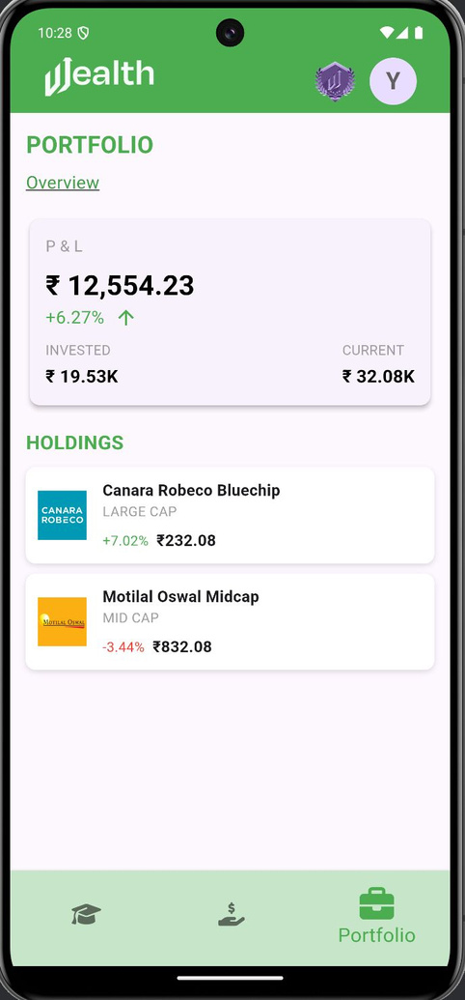 10:28
Wealth
Y
PORTFOLIO
Overview
P & L
₹ 12,554.23
+6.27%
INVESTED CURRENT
₹ 19.53K ₹ 32.08K
HOLDINGS
CANARA
ROBECO
Canara Robeco Bluechip
LARGE CAP
+7.02% ₹232.08
MOTILAL OSWAL
Motilal Oswal Midcap
MID CAP
-3.44% ₹832.08
$
Portfolio